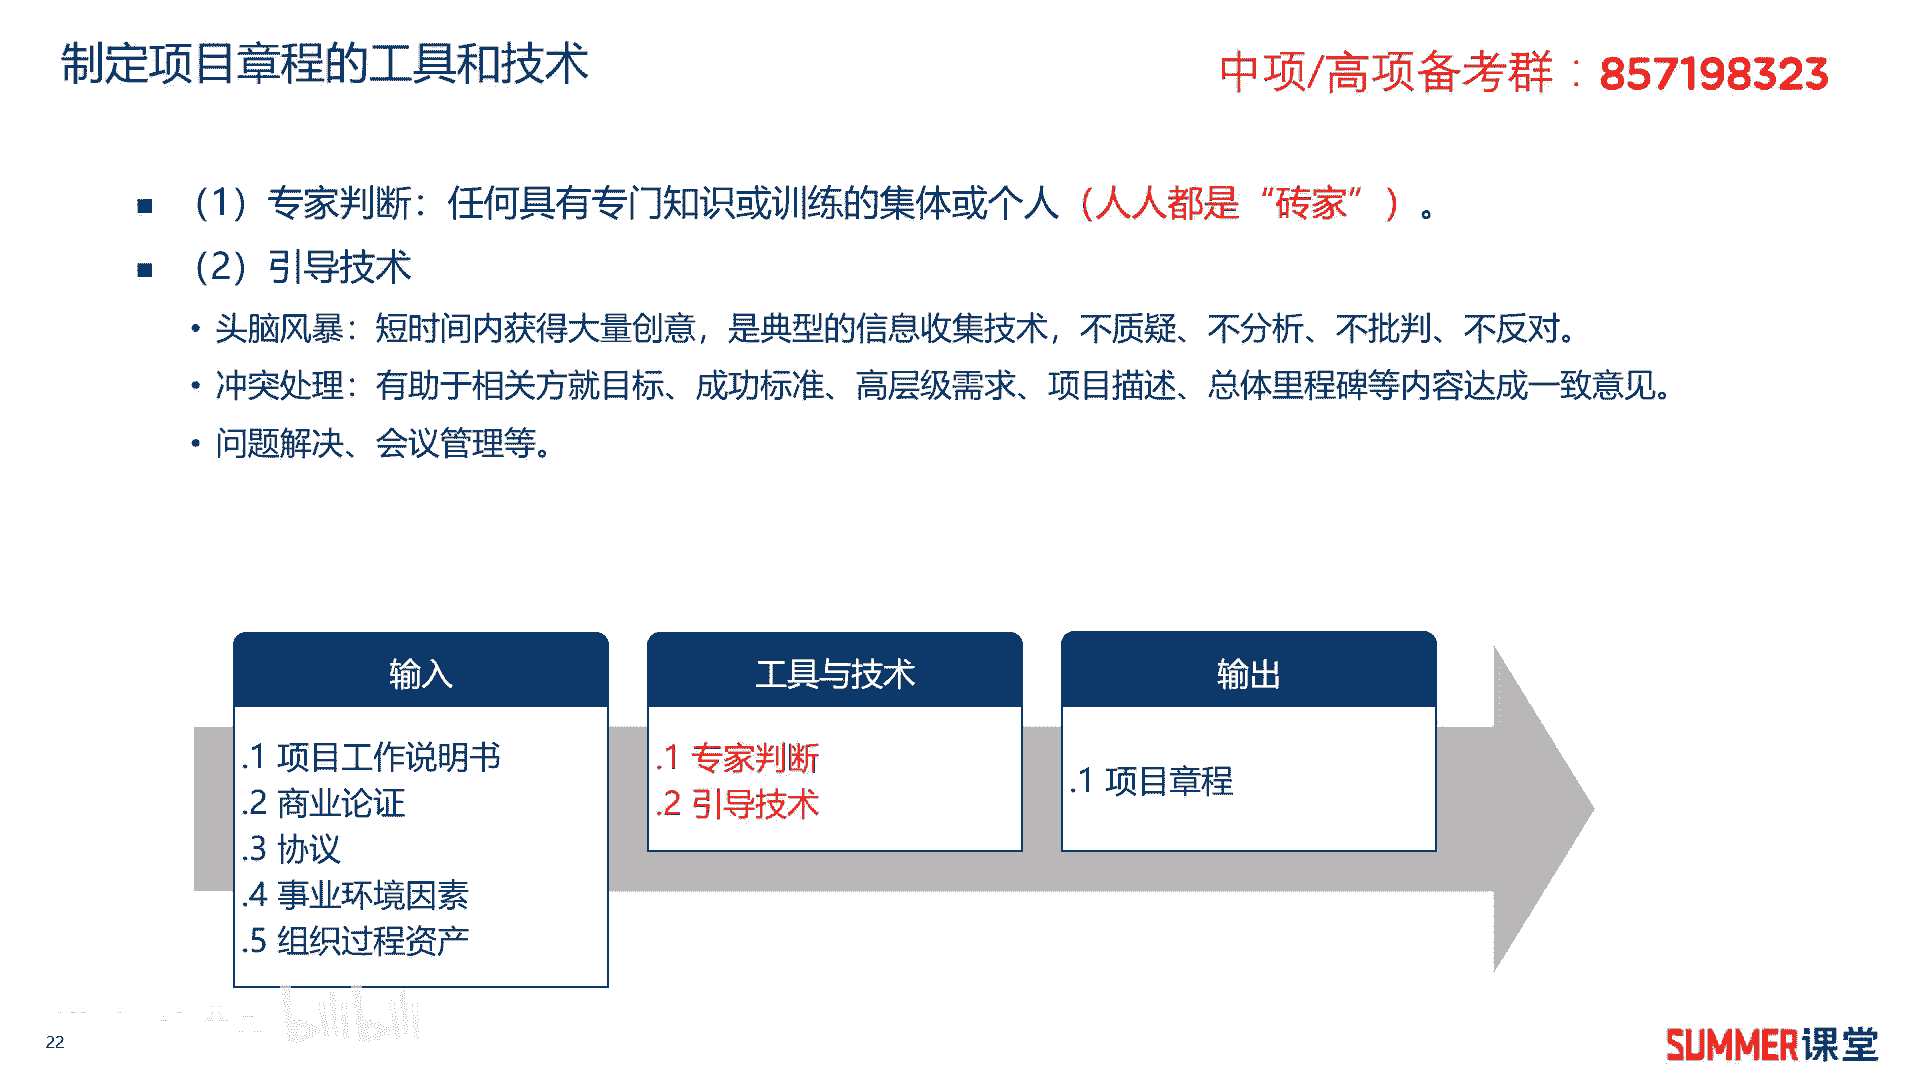 制定项目章程的工具和技术
中项/高项备考群：857198323
■ （1）专家判断：任何具有专门知识或训练的集体或个人（人人都是“砖家”）。
■ （2）引导技术
• 头脑风暴：短时间内获得大量创意，是典型的信息收集技术，不质疑、不分析、不批判、不反对。
• 冲突处理：有助于相关方就目标、成功标准、高层级需求、项目描述、总体里程碑等内容达成一致意见。
• 问题解决、会议管理等。
输入
.1 项目工作说明书
.2 商业论证
.3 协议
.4 事业环境因素
.5 组织过程资产
工具与技术
.1 专家判断
.2 引导技术
输出
.1 项目章程
bilibili
22
SUMMER课堂